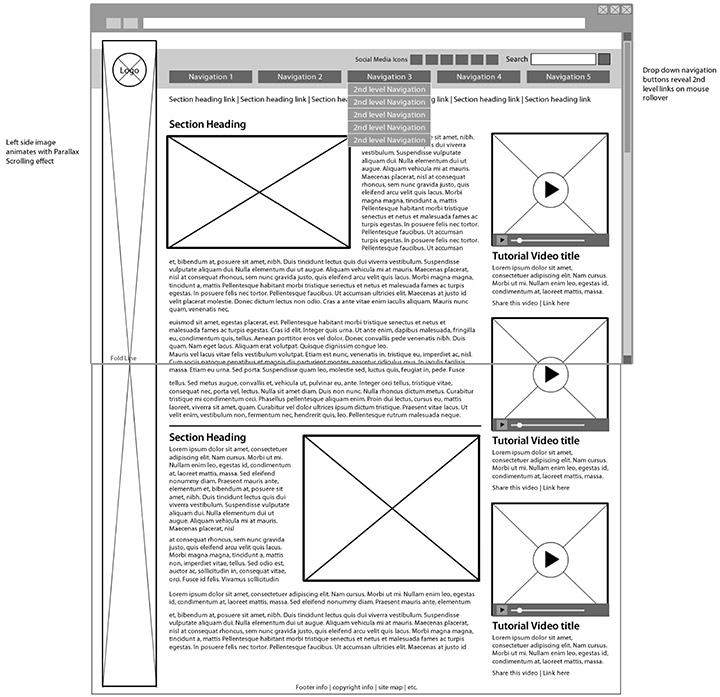 Social Media Icons
Search
Logo
Navigation 1
Navigation 2
Navigation 3
Navigation 4
Navigation 5
Drop down navigation
buttons reveal 2nd
level links on mouse
rollover
2nd level Navigation
2nd level Navigation
2nd level Navigation
2nd level Navigation
2nd level Navigation
Section heading link | Section heading link | Section hea
ng link | Section heading link | Section heading link
Left side image
animates with Parallax
Scrolling effect
Section Heading
sit amet, nibh.
s dui viverra
vestibulum. Suspendisse vulputate
aliquam dui. Nulla elementum dui ut
augue. Aliquam vehicula mi at mauris.
Maecenas placerat, nisl at consequat
rhoncus, sem nunc gravida justo, quis
eleifend arcu velit quis lacus. Morbi
magna magna, tincidunt a, mattis
Pellentesque habitant morbi tristique
senectus et netus et malesuada fames ac
turpis egestas. In posuere felis nec tortor.
Pellentesque faucibus. Ut accumsan
turpis egestas. In posuere felis nec tortor.
Pellentesque faucibus. Ut accumsan
et, bibendum at, posuere sit amet, nibh. Duis tincidunt lectus quis dui viverra vestibulum. Suspendisse
vulputate aliquam dui. Nulla elementum dui ut augue. Aliquam vehicula mi at mauris. Maecenas placerat,
nisl at consequat rhoncus, sem nunc gravida justo, quis eleifend arcu velit quis lacus. Morbi magna magna,
tincidunt a, mattis Pellentesque habitant morbi tristique senectus et netus et malesuada fames ac turpis
egestas. In posuere felis nec tortor. Pellentesque faucibus. Ut accumsan ultricies elit. Maecenas at justo id
velit placerat molestie. Donec dictum lectus non odio. Cras a ante vitae enim iaculis aliquam. Mauris nunc
quam, venenatis nec,
euismod sit amet, egestas placerat, est. Pellentesque habitant morbi tristique senectus et netus et
malesuada fames ac turpis egestas. Cras id elit. Integer quis urna. Ut ante enim, dapibus malesuada, fringilla
eu, condimentum quis, tellus. Aenean porttitor eros vel dolor. Donec convallis pede venenatis nibh. Duis
quam. Nam eget lacus. Aliquam erat volutpat. Quisque dignissim congue leo.
Mauris vel lacus vitae felis vestibulum volutpat. Etiam est nunc, venenatis in, tristique eu, imperdiet ac, nisl.
Cum sociis natoque penatibus et magnis dis parturient montes, nascetur ridiculus mus. In iaculis facilisis
massa. Etiam eu urna. Sed porta. Suspendisse quam leo, molestie sed, luctus quis, feugiat in, pede. Fusce
Fold Line
tellus. Sed metus augue, convallis et, vehicula ut, pulvinar eu, ante. Integer orci tellus, tristique vitae,
consequat nec, porta vel, lectus. Nulla sit amet diam. Duis non nunc. Nulla rhoncus dictum metus. Curabitur
tristique mi condimentum orci. Phasellus pellentesque aliquam enim. Proin dui lectus, cursus eu, mattis
laoreet, viverra sit amet, quam. Curabitur vel dolor ultrices ipsum dictum tristique. Praesent vitae lacus. Ut
velit enim, vestibulum non, fermentum nec, hendrerit quis, leo. Pellentesque rutrum malesuada neque.
Section Heading
Lorem ipsum dolor sit amet, consectetuer
adipiscing elit. Nam cursus. Morbi ut mi.
Nullam enim leo, egestas id, condimentum
at, laoreet mattis, massa. Sed eleifend
nonummy diam. Praesent mauris ante,
elementum et, bibendum at, posuere sit
amet, nibh. Duis tincidunt lectus quis dui
viverra vestibulum. Suspendisse vulputate
aliquam dui. Nulla elementum dui ut
augue. Aliquam vehicula mi at mauris.
Maecenas placerat, nisl
at consequat rhoncus, sem nunc gravida
justo, quis eleifend arcu velit quis lacus.
Morbi magna magna, tincidunt a, mattis
non, imperdiet vitae, tellus. Sed odio est,
auctor ac, sollicitudin in, consequat vitae,
orci. Fusce id felis. Vivamus sollicitudin
Lorem ipsum dolor sit amet, consectetuer adipiscing elit. Nam cursus. Morbi ut mi. Nullam enim leo, egestas
id, condimentum at, laoreet mattis, massa. Sed eleifend nonummy diam. Praesent mauris ante, elementum
et, bibendum at, posuere sit amet, nibh. Duis tincidunt lectus quis dui viverra vestibulum. Suspendisse
vulputate aliquam dui. Nulla elementum dui ut augue. Aliquam vehicula mi at mauris. Maecenas placerat,
nisl at consequat rhoncus, sem nunc gravida justo, quis eleifend arcu velit quis lacus. Morbi magna magna,
tincidunt a, mattis Pellentesque habitant morbi tristique senectus et netus et malesuada fames ac turpis
egestas. In posuere felis nec tortor. Pellentesque faucibus. Ut accumsan ultricies elit. Maecenas at justo id
Tutorial Video title
Lorem ipsum dolor sit amet,
consectetuer adipiscing elit. Nam cursus.
Morbi ut mi. Nullam enim leo, egestas id,
condimentum at, laoreet mattis, massa.
Share this video | Link here
Tutorial Video title
Lorem ipsum dolor sit amet,
consectetuer adipiscing elit. Nam cursus.
Morbi ut mi. Nullam enim leo, egestas id,
condimentum at, laoreet mattis, massa.
Share this video | Link here
Tutorial Video title
Lorem ipsum dolor sit amet,
consectetuer adipiscing elit. Nam cursus.
Morbi ut mi. Nullam enim leo, egestas id,
condimentum at, laoreet mattis, massa.
Share this video | Link here
Footer info | copyright info | site map | etc.